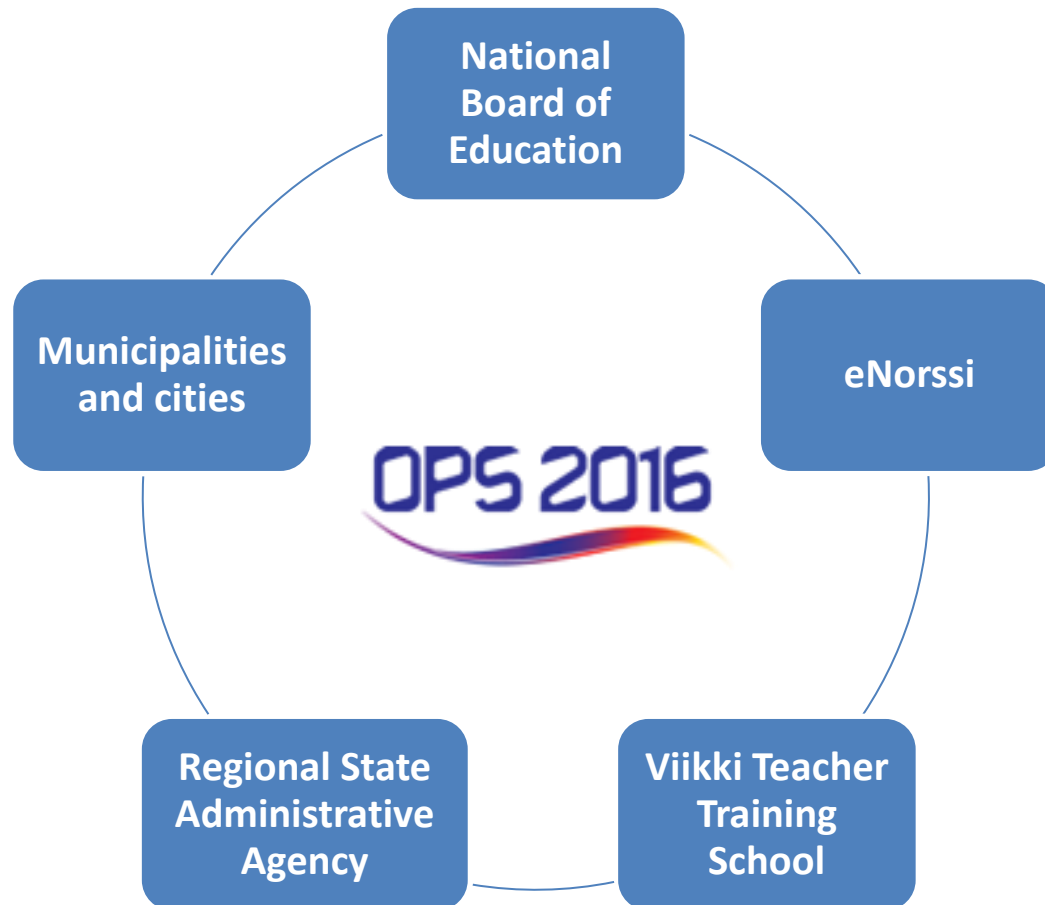 National
Board of
Education
Municipalities
and cities
eNorssi
OPS 2016
Regional State
Administrative
Agency
Viikki Teacher
Training
School